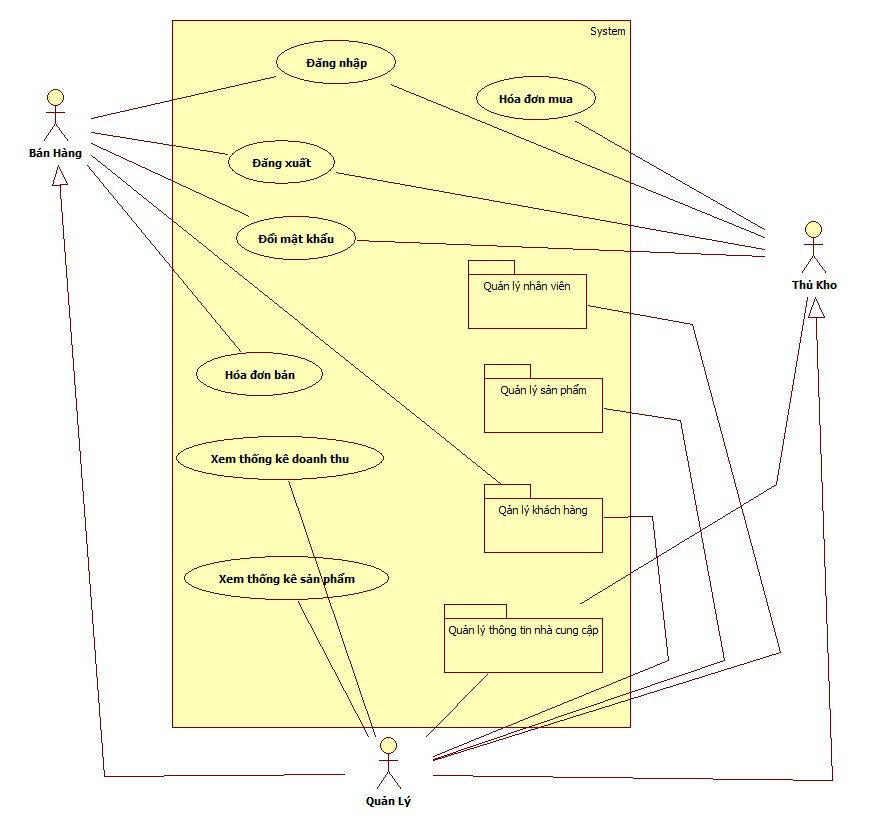 System
Đăng nhập
Hóa đơn mua
Bán Hàng
Đăng xuất
Đổi mật khẩu
Thủ Kho
Quản lý nhân viên
Hóa đơn bán
Quản lý sản phẩm
Xem thống kê doanh thu
Qản lý khách hàng
Xem thống kê sản phẩm
Quản lý thông tin nhà cung cấp
Quản Lý